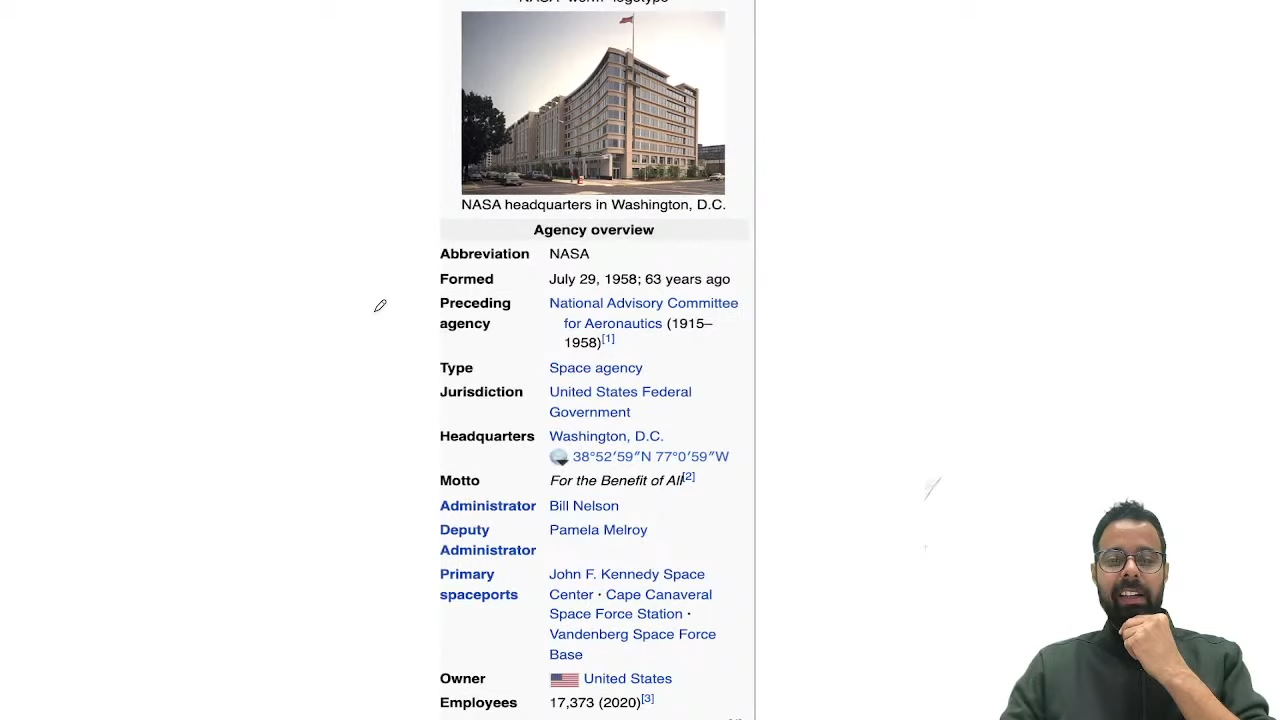 NASA headquarters in Washington, D.C.
Agency overview
Abbreviation NASA
Formed July 29, 1958; 63 years ago
Preceding National Advisory Committee
agency for Aeronautics (1915–
1958)[1]
Type Space agency
Jurisdiction United States Federal
Government
Headquarters Washington, D.C.
38°52′59″N 77°0′59″W
Motto For the Benefit of All[2]
Administrator Bill Nelson
Deputy Pamela Melroy
Administrator
Primary John F. Kennedy Space
spaceports Center · Cape Canaveral
Space Force Station ·
Vandenberg Space Force
Base
Owner United States
Employees 17,373 (2020)[3]